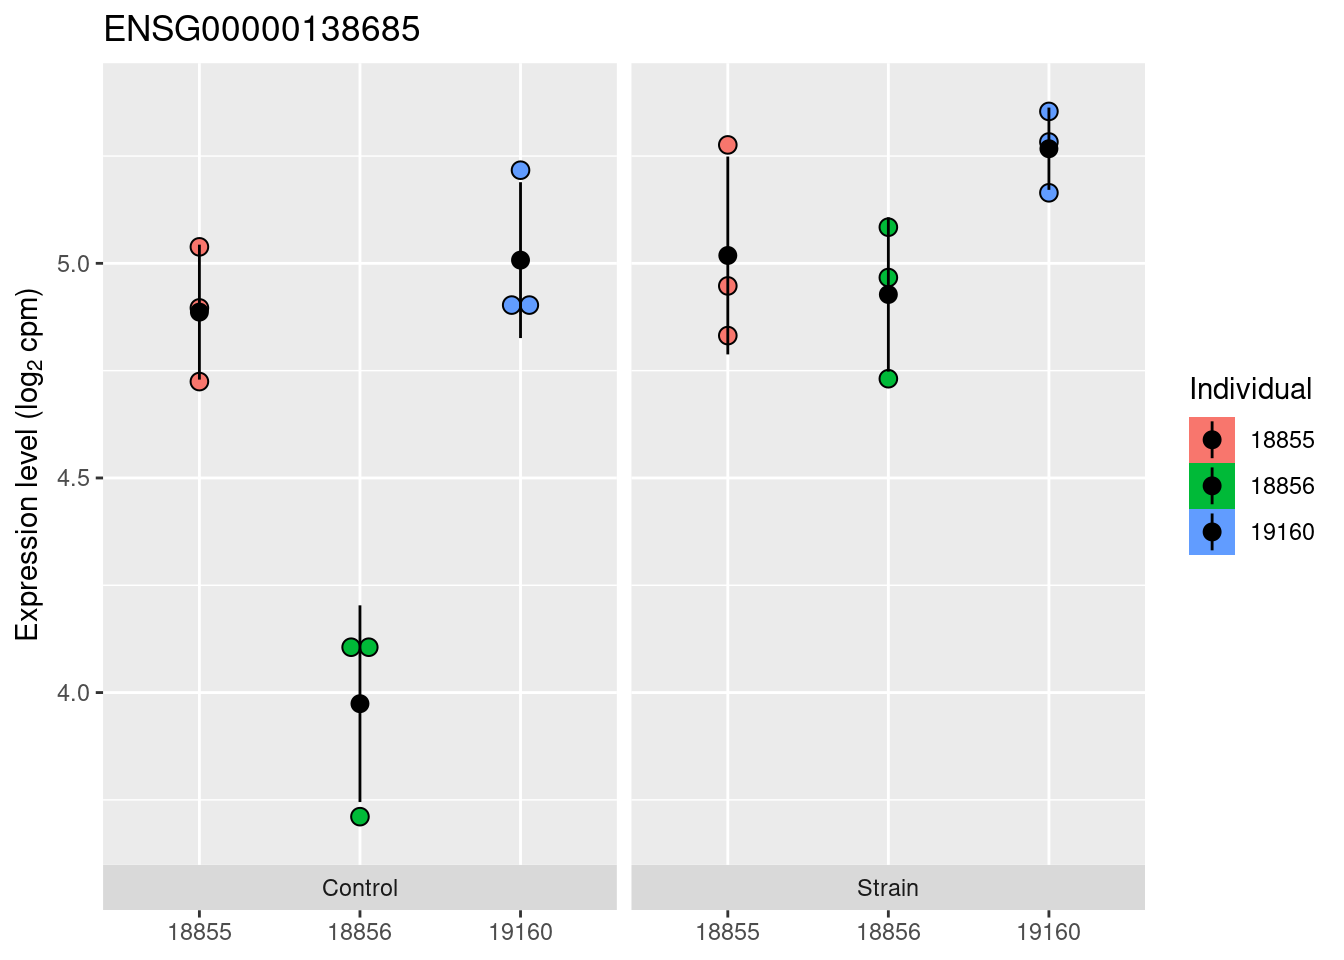 ENSG00000138685
Expression level (log₂ cpm)
5.0
4.5
4.0
Control
Strain
18855
18856
19160
18855
18856
19160
Individual
18855
18856
19160